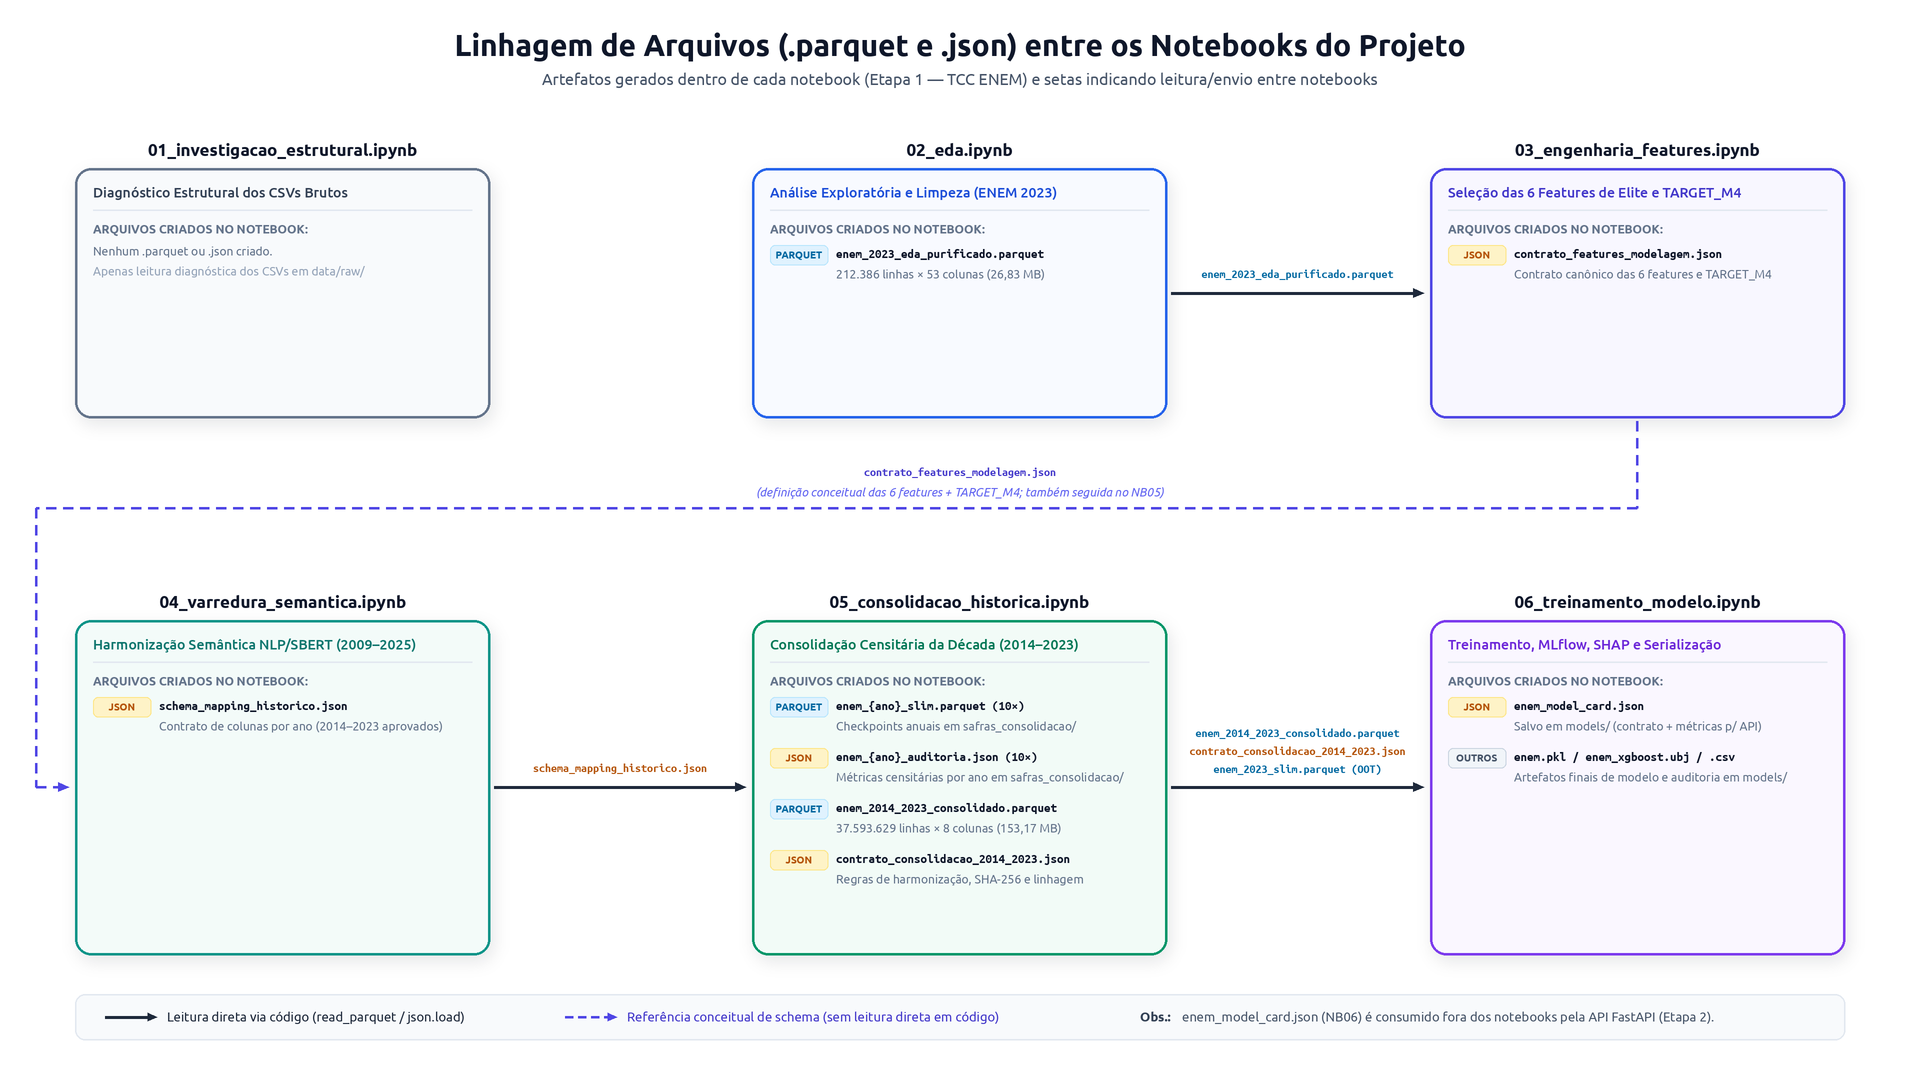 Linhagem de Arquivos (.parquet e .json) entre os Notebooks do Projeto
Artefatos gerados dentro de cada notebook (Etapa 1 — TCC ENEM) e setas indicando leitura/envio entre notebooks
01_investigacao_estrutural.ipynb
Diagnóstico Estrutural dos CSVs Brutos
ARQUIVOS CRIADOS NO NOTEBOOK:
Nenhum .parquet ou .json criado.
Apenas leitura diagnóstica dos CSVs em data/raw/
02_eda.ipynb
Análise Exploratória e Limpeza (ENEM 2023)
ARQUIVOS CRIADOS NO NOTEBOOK:
PARQUET enem_2023_eda_purificado.parquet
212.386 linhas × 53 colunas (26,83 MB)
enem_2023_eda_purificado.parquet
03_engenharia_features.ipynb
Seleção das 6 Features de Elite e TARGET_M4
ARQUIVOS CRIADOS NO NOTEBOOK:
JSON contrato_features_modelagem.json
Contrato canônico das 6 features e TARGET_M4
contrato_features_modelagem.json
(definição conceitual das 6 features + TARGET_M4; também seguida no NB05)
04_varredura_semantica.ipynb
Harmonização Semântica NLP/SBERT (2009–2025)
ARQUIVOS CRIADOS NO NOTEBOOK:
JSON schema_mapping_historico.json
Contrato de colunas por ano (2014–2023 aprovados)
schema_mapping_historico.json
05_consolidacao_historica.ipynb
Consolidação Censitária da Década (2014–2023)
ARQUIVOS CRIADOS NO NOTEBOOK:
PARQUET enem_{ano}_slim.parquet (10×)
Checkpoints anuais em safras_consolidacao/
JSON enem_{ano}_auditoria.json (10×)
Métricas censitárias por ano em safras_consolidacao/
PARQUET enem_2014_2023_consolidado.parquet
37.593.629 linhas × 8 colunas (153,17 MB)
JSON contrato_consolidacao_2014_2023.json
Regras de harmonização, SHA-256 e linhagem
enem_2014_2023_consolidado.parquet
contrato_consolidacao_2014_2023.json
enem_2023_slim.parquet (OOT)
06_treinamento_modelo.ipynb
Treinamento, MLflow, SHAP e Serialização
ARQUIVOS CRIADOS NO NOTEBOOK:
JSON enem_model_card.json
Salvo em models/ (contrato + métricas p/ API)
OUTROS enem.pkl / enem_xgboost.ubj / .csv
Artefatos finais de modelo e auditoria em models/
Leitura direta via código (read_parquet / json.load)
Referência conceitual de schema (sem leitura direta em código)
Obs.: enem_model_card.json (NB06) é consumido fora dos notebooks pela API FastAPI (Etapa 2).